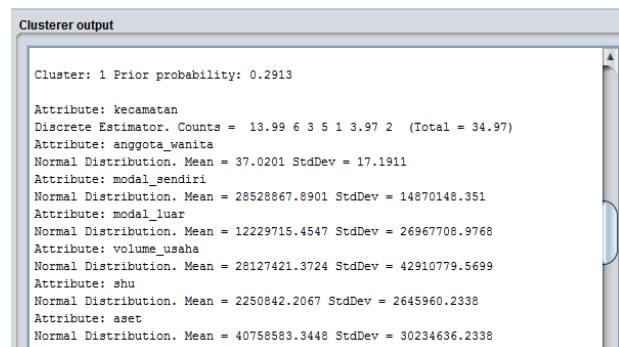 Clusterer output
Cluster: 1 Prior probability: 0.2913
Attribute: kecamatan
Discrete Estimator. Counts =  13.99 6 3 5 1 3.97 2  (Total = 34.97)
Attribute: anggota_wanita
Normal Distribution. Mean = 37.0201 StdDev = 17.1911
Attribute: modal_sendiri
Normal Distribution. Mean = 28528867.8901 StdDev = 14870148.351
Attribute: modal_luar
Normal Distribution. Mean = 12229715.4547 StdDev = 26967708.9768
Attribute: volume_usaha
Normal Distribution. Mean = 28127421.3724 StdDev = 42910779.5699
Attribute: shu
Normal Distribution. Mean = 2250842.2067 StdDev = 2645960.2338
Attribute: aset
Normal Distribution. Mean = 40758583.3448 StdDev = 30234636.2338